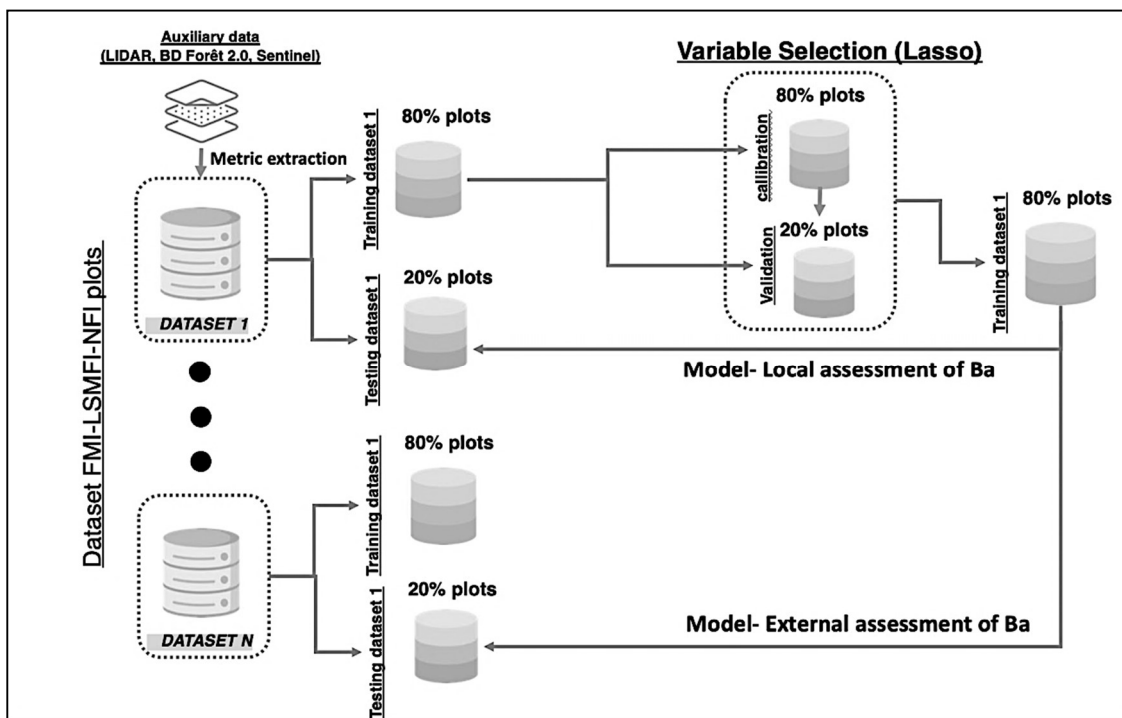 Auxiliary data
(LIDAR, BD Forêt 2.0, Sentinel)
Metric extraction
Dataset FMI-LSMFI-NFI plots
DATASET 1
DATASET N
Training dataset 1
80% plots
Testing dataset 1
20% plots
Training dataset 1
80% plots
Testing dataset 1
20% plots
Variable Selection (Lasso)
80% plots
callibration
20% plots
Validation
Training dataset 1
80% plots
Model- Local assessment of Ba
Model- External assessment of Ba